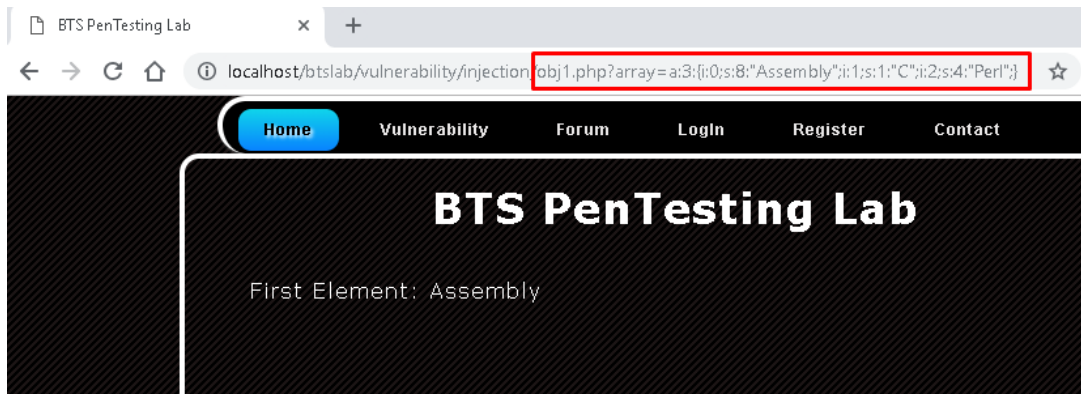 BTS PenTesting Lab
localhost/btslab/vulnerability/injection/obj1.php?array=a:3:{i:0;s:8:"Assembly";i:1;s:1:"C";i:2;s:4:"Perl";}
Home Vulnerability Forum LogIn Register Contact
BTS PenTesting Lab
First Element: Assembly